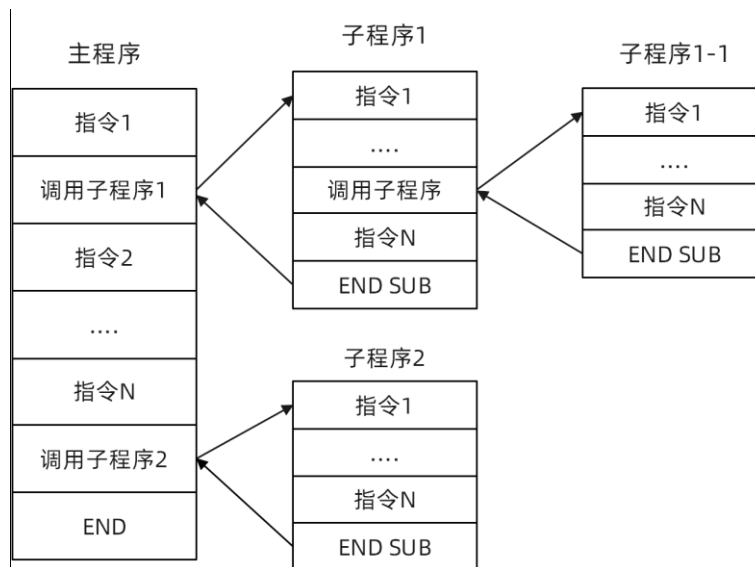 主程序
指令1
调用子程序1
指令2
....
指令N
调用子程序2
END
子程序1
指令1
....
调用子程序
指令N
END SUB
子程序1-1
指令1
....
指令N
END SUB
子程序2
指令1
....
指令N
END SUB